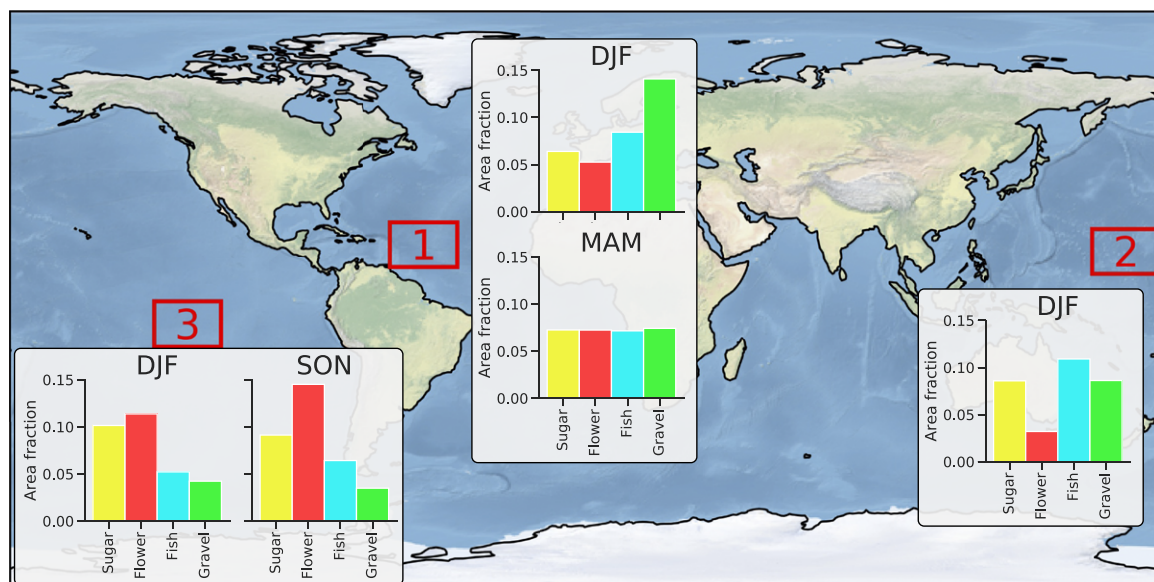 DJF
0.15
0.10
0.05
0.00
Area fraction
MAM
0.15
0.10
0.05
0.00
Area fraction
Sugar
Flower
Fish
Gravel
1
2
3
DJF
0.15
0.10
0.05
0.00
Area fraction
Sugar
Flower
Fish
Gravel
DJF
SON
0.15
0.10
0.05
0.00
Area fraction
Sugar
Flower
Fish
Gravel
Sugar
Flower
Fish
Gravel